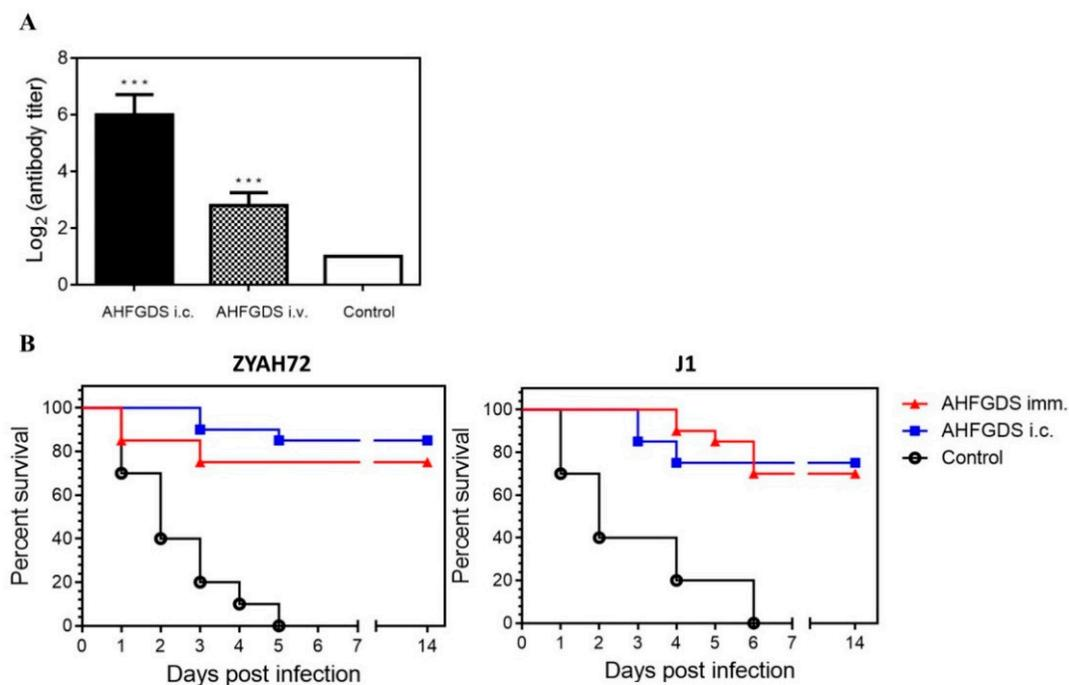 A
Log2 (antibody titer)
8
6
4
2
0
***
***
AHFGDS i.c. AHFGDS i.v. Control
B
ZYAH72
Percent survival
100
80
60
40
20
0
0 1 2 3 4 5 6 7 14
Days post infection
J1
Percent survival
100
80
60
40
20
0
0 1 2 3 4 5 6 7 14
Days post infection
AHFGDS imm.
AHFGDS i.c.
Control